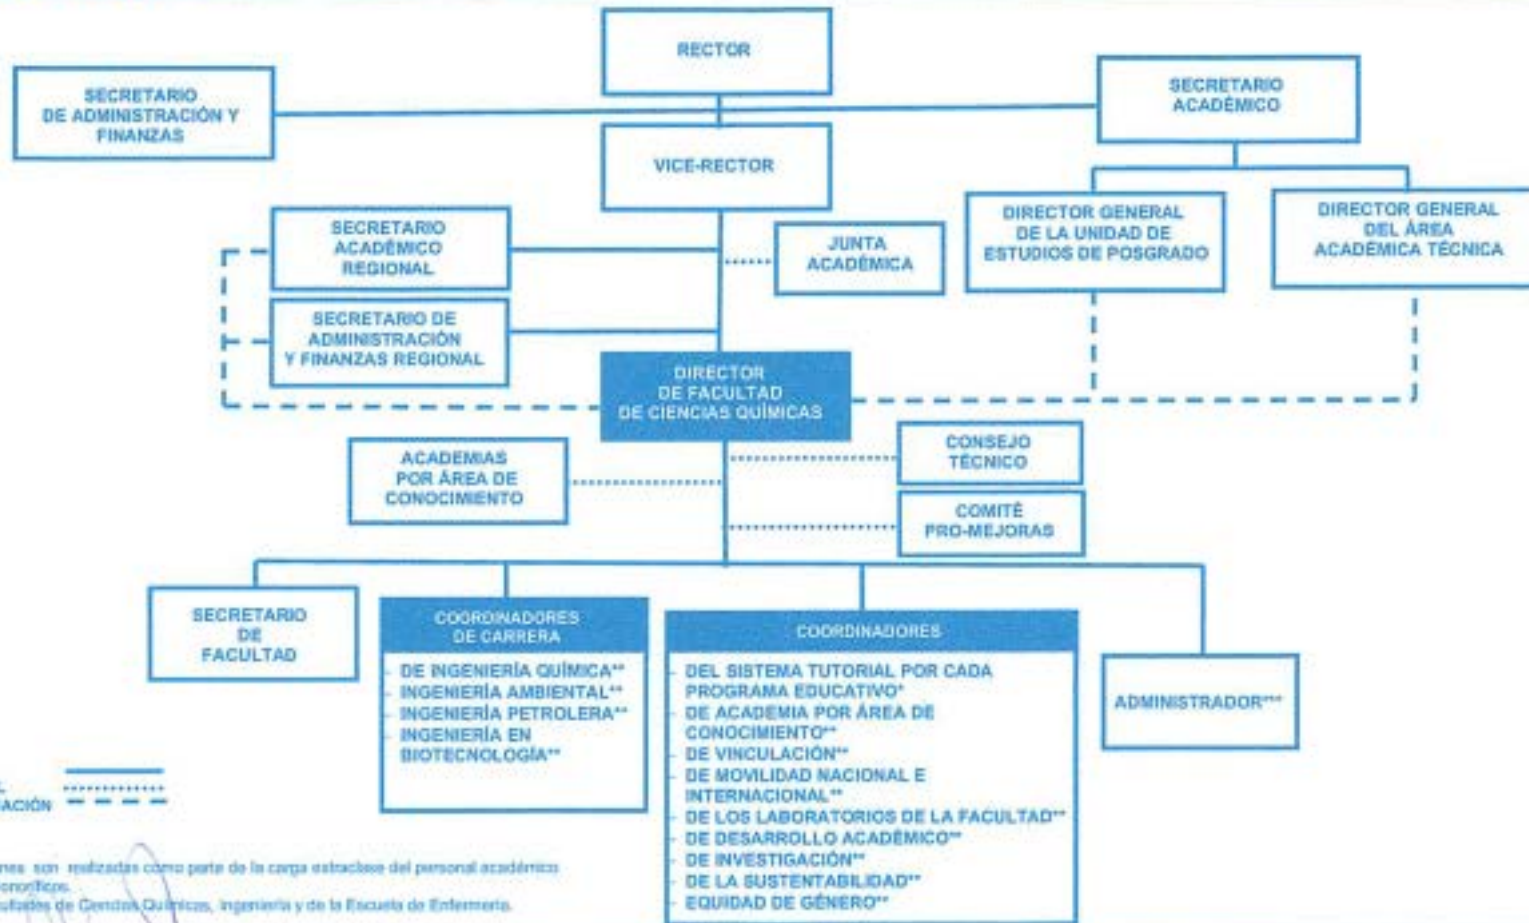 RECTOR
SECRETARIO
DE ADMINISTRACIÓN Y
FINANZAS
SECRETARIO
ACADÉMICO
VICE-RECTOR
SECRETARIO
ACADÉMICO
REGIONAL
JUNTA
ACADÉMICA
DIRECTOR GENERAL
DE LA UNIDAD DE
ESTUDIOS DE POSGRADO
DIRECTOR GENERAL
DEL ÁREA
ACADÉMICA TÉCNICA
SECRETARIO DE
ADMINISTRACIÓN
Y FINANZAS REGIONAL
DIRECTOR
DE FACULTAD
DE CIENCIAS QUÍMICAS
ACADEMIAS
POR ÁREA DE
CONOCIMIENTO
CONSEJO
TÉCNICO
COMITÉ
PRO-MEJORAS
SECRETARIO
DE
FACULTAD
COORDINADORES
DE CARRERA
- DE INGENIERÍA QUÍMICA**
- INGENIERÍA AMBIENTAL**
- INGENIERÍA PETROLERA**
- INGENIERÍA EN
BIOTECNOLOGÍA**
COORDINADORES
- DEL SISTEMA TUTORIAL POR CADA
PROGRAMA EDUCATIVO*
- DE ACADEMIA POR ÁREA DE
CONOCIMIENTO**
- DE VINCULACIÓN**
- DE MOVILIDAD NACIONAL E
INTERNACIONAL**
- DE LOS LABORATORIOS DE LA FACULTAD**
- DE DESARROLLO ACADÉMICO**
- DE INVESTIGACIÓN**
- DE LA SUSTENTABILIDAD**
- EQUIDAD DE GÉNERO**
ADMINISTRADOR***
ACIÓN
nes son realizadas como parte de la carga extraclase del personal académico
onoríficos.
ultades de Ciencias Químicas, Ingeniería y de la Escuela de Enfermería.